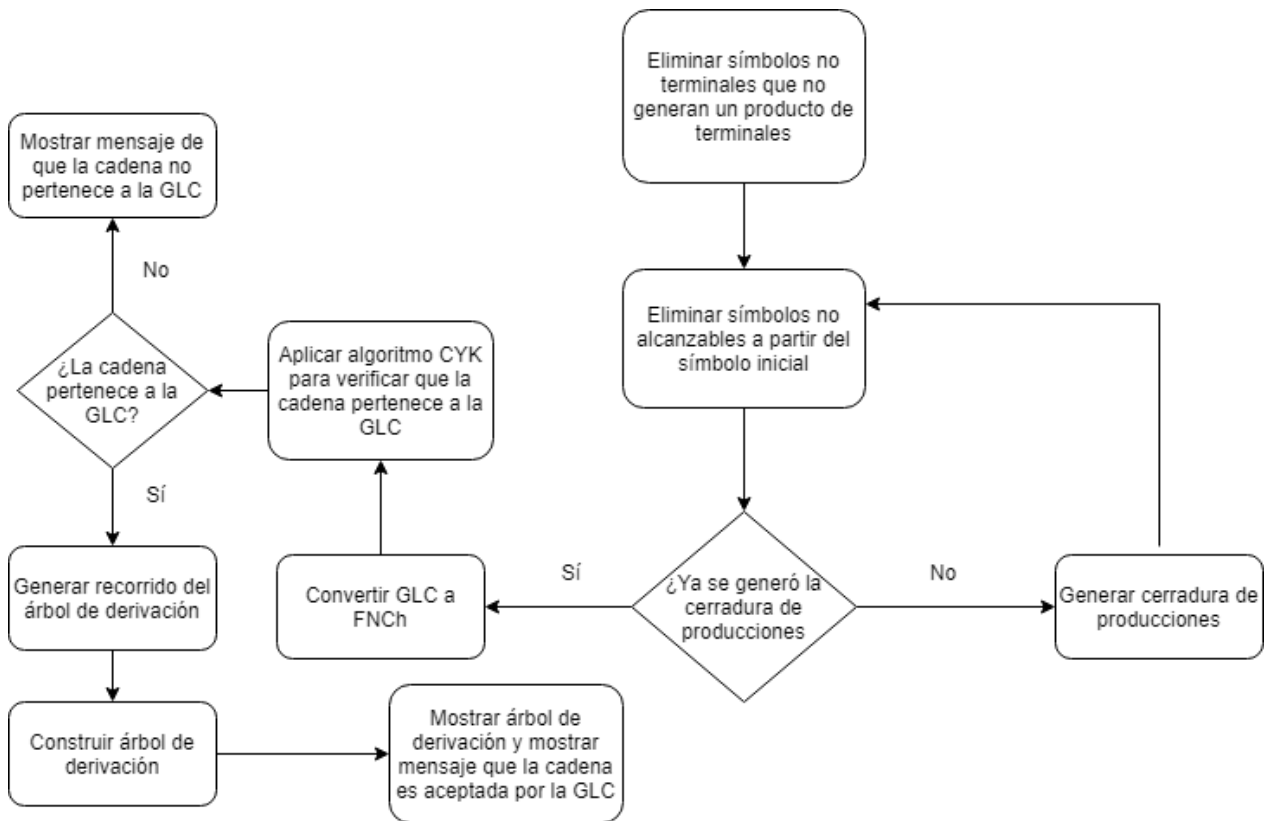 Eliminar símbolos no
terminales que no
generan un producto de
terminales
Eliminar símbolos no
alcanzables a partir del
símbolo inicial
¿Ya se generó la
cerradura de
producciones
No
Generar cerradura de
producciones
Sí
Convertir GLC a
FNCh
Aplicar algoritmo CYK
para verificar que la
cadena pertenece a la
GLC
¿La cadena
pertenece a la
GLC?
No
Mostrar mensaje de
que la cadena no
pertenece a la GLC
Sí
Generar recorrido del
árbol de derivación
Construir árbol de
derivación
Mostrar árbol de
derivación y mostrar
mensaje que la cadena
es aceptada por la GLC